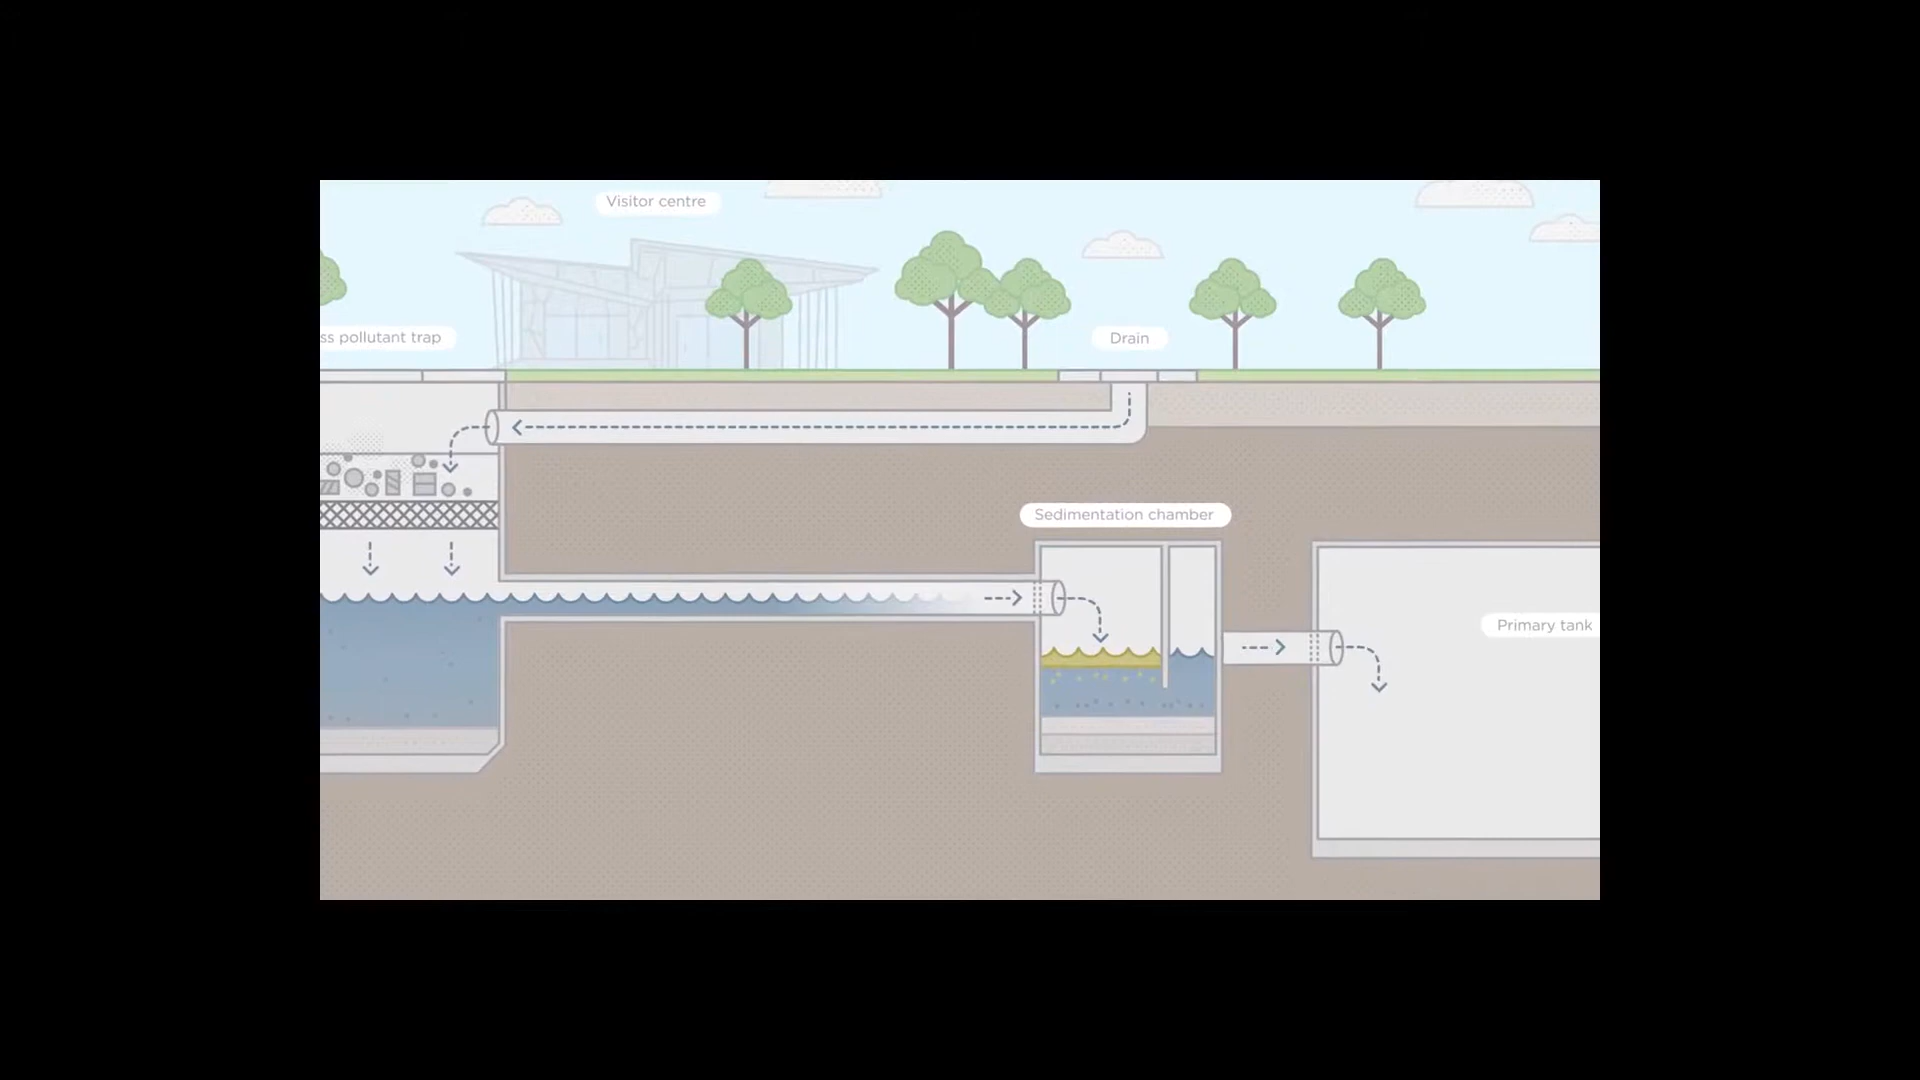 Visitor centre
ss pollutant trap
Drain
Sedimentation chamber
Primary tank